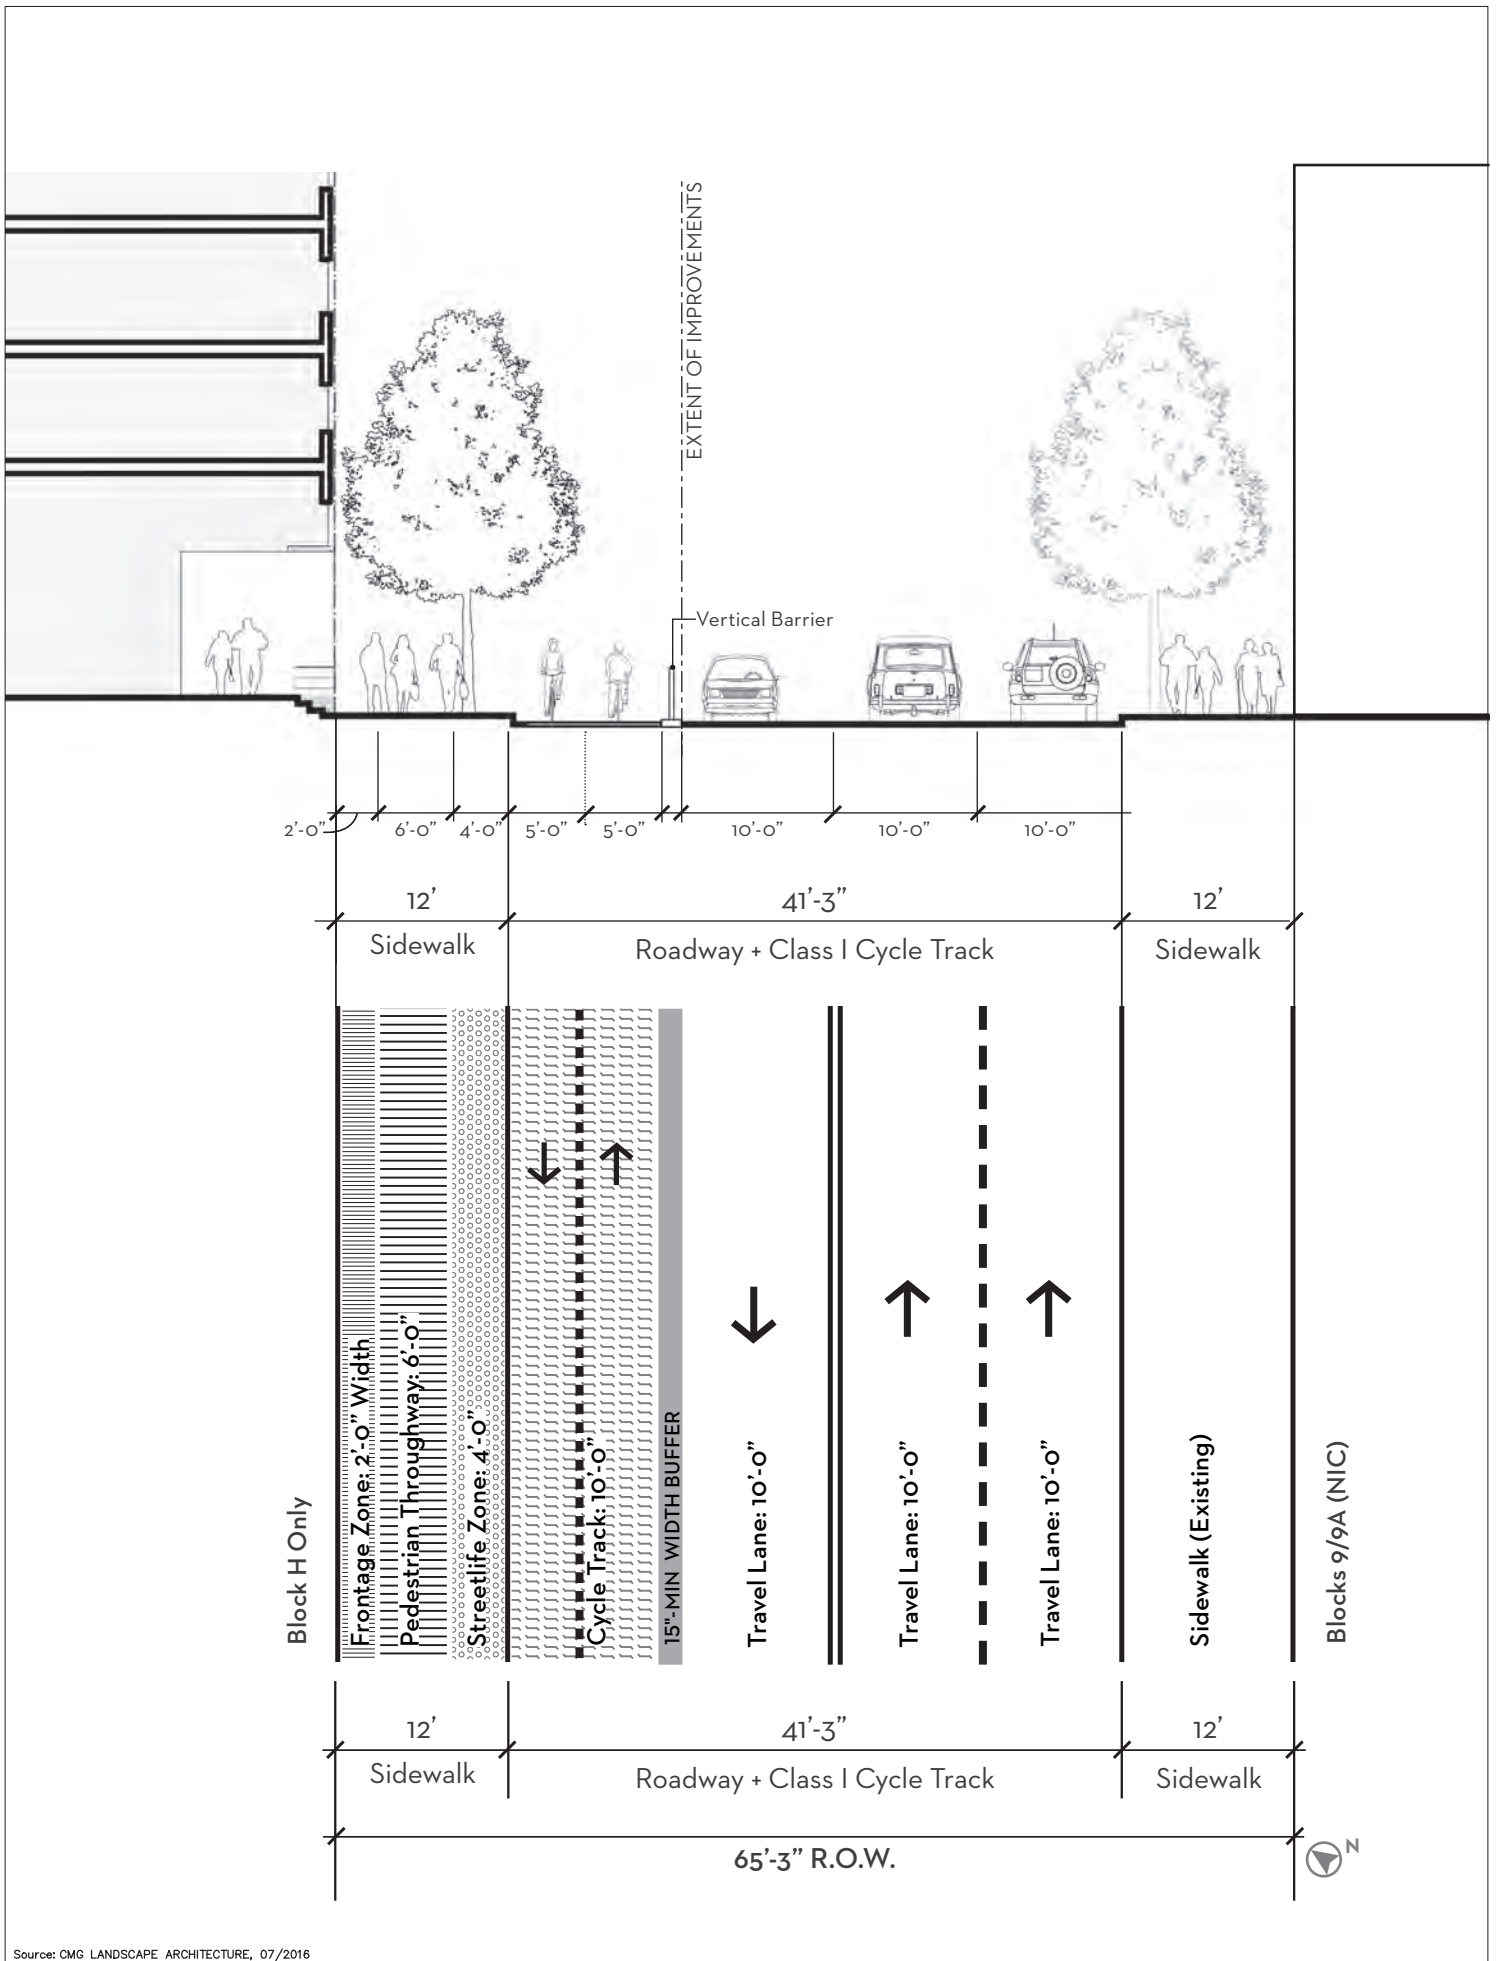 EXTENT OF IMPROVEMENTS
Vertical Barrier
2'-0" 6'-0" 4'-0" 5'-0" 5'-0" 10'-0" 10'-0" 10'-0"
12' 41'-3" 12'
Sidewalk Roadway + Class I Cycle Track Sidewalk
Block H Only
Frontage Zone: 2'-0" Width
Pedestrian Throughway: 6'-0"
Streetlife Zone: 4'-0"
Cycle Track: 10'-0"
15"-MIN WIDTH BUFFER
Travel Lane: 10'-0"
Travel Lane: 10'-0"
Travel Lane: 10'-0"
Sidewalk (Existing)
Blocks 9/9A (NIC)
12' 41'-3" 12'
Sidewalk Roadway + Class I Cycle Track Sidewalk
65'-3" R.O.W.
N
Source: CMG LANDSCAPE ARCHITECTURE, 07/2016